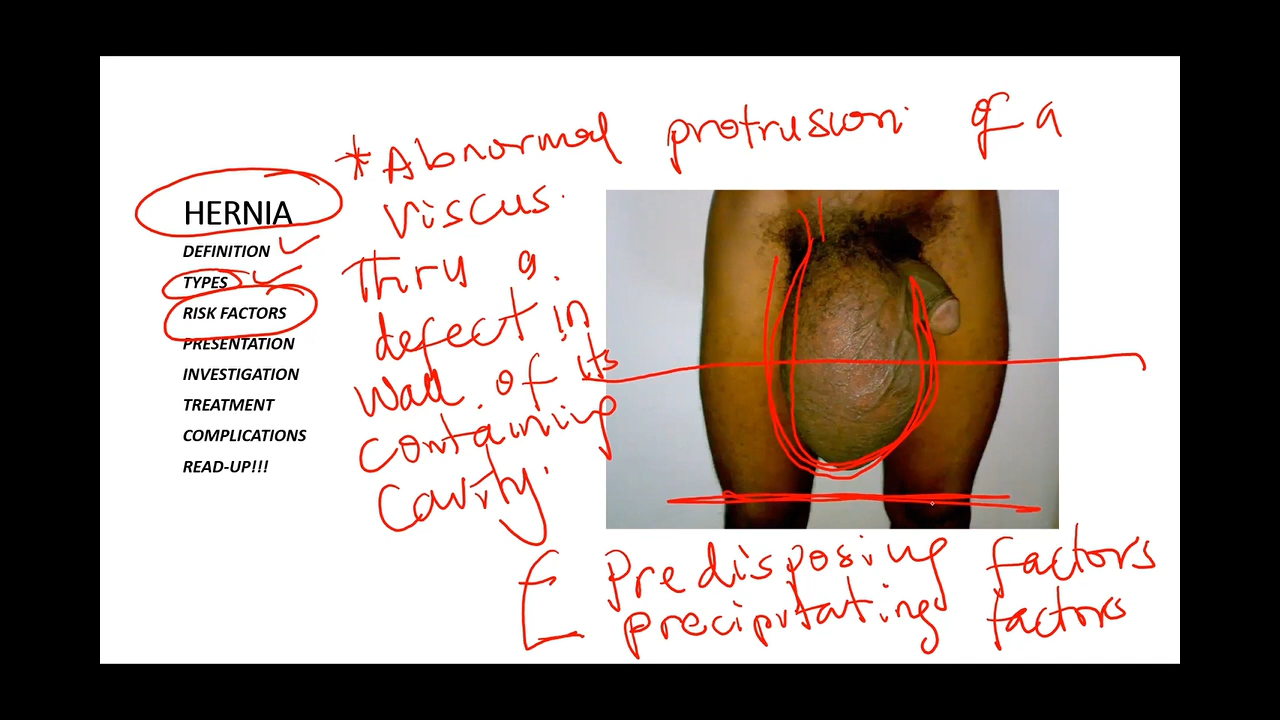 *Abnormal protrusion of a
viscus.
HERNIA
DEFINITION
TYPES
RISK FACTORS
PRESENTATION
INVESTIGATION
TREATMENT
COMPLICATIONS
READ-UP!!!
Thru a
defect in
wall of its
containing
cavity.
Predisposing factors
precipitating factors